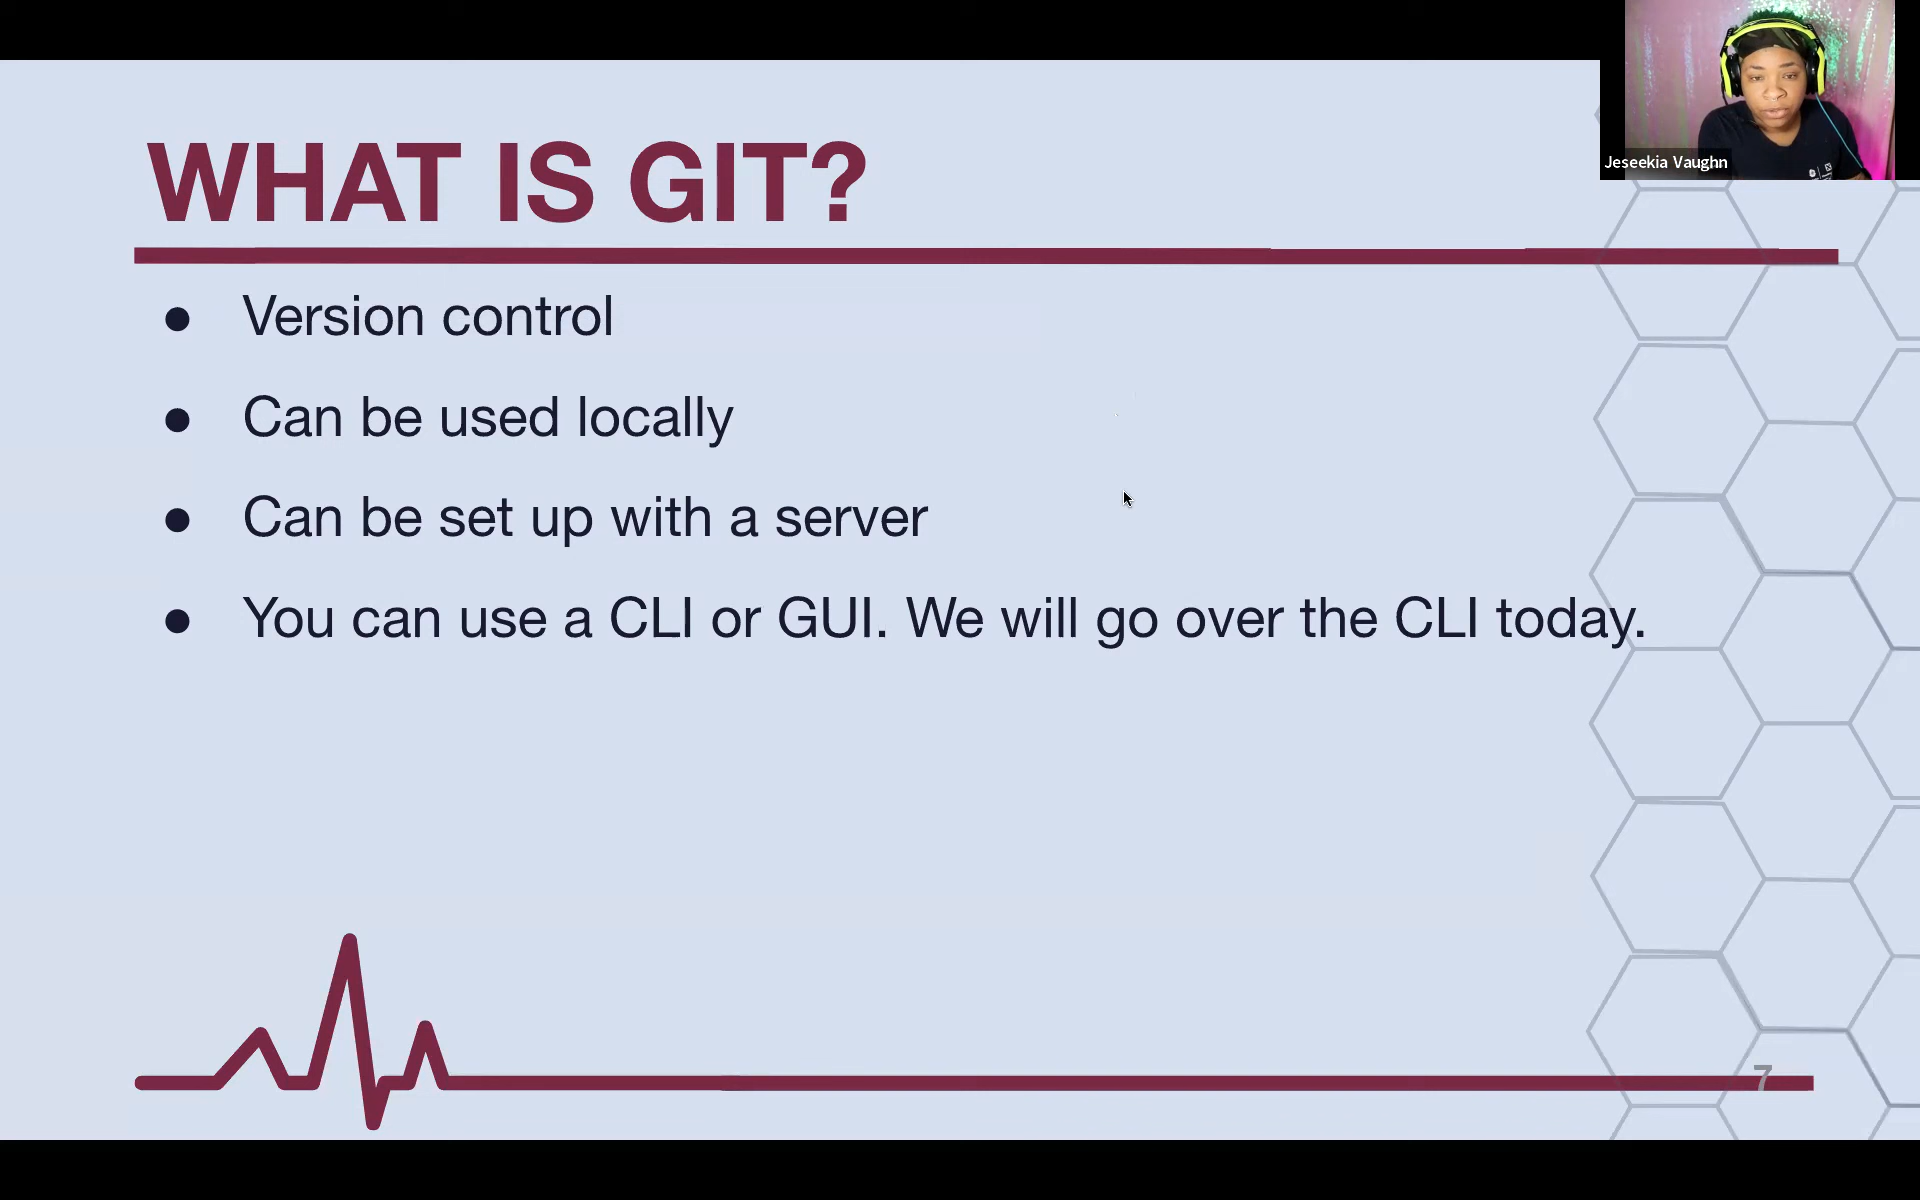 Jeseekia Vaughn
WHAT IS GIT?
● Version control
● Can be used locally
● Can be set up with a server
● You can use a CLI or GUI. We will go over the CLI today.
7